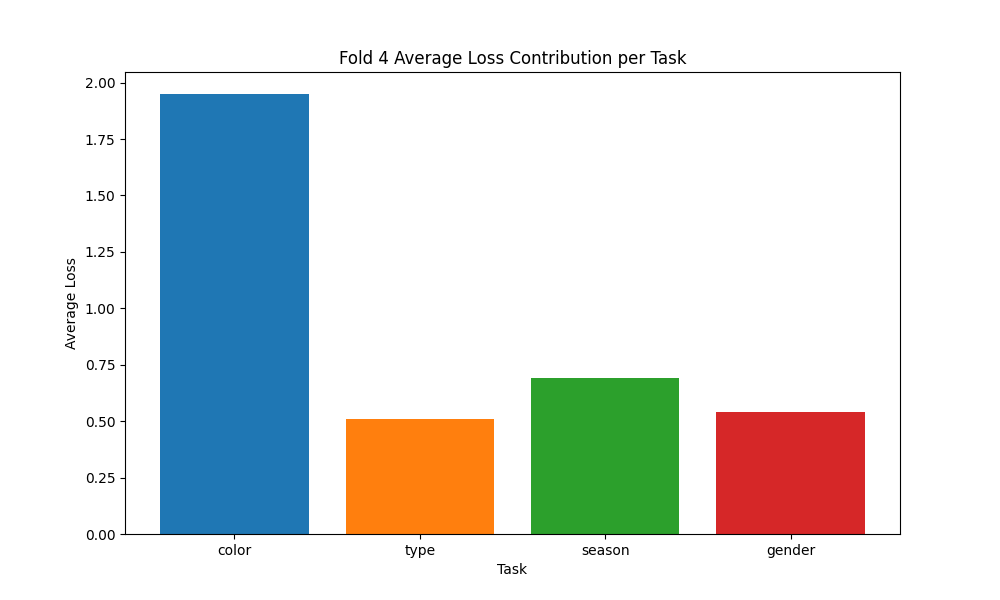 Fold 4 Average Loss Contribution per Task
2.00
1.75
1.50
1.25
1.00
0.75
0.50
0.25
0.00
Average Loss
color type season gender
Task